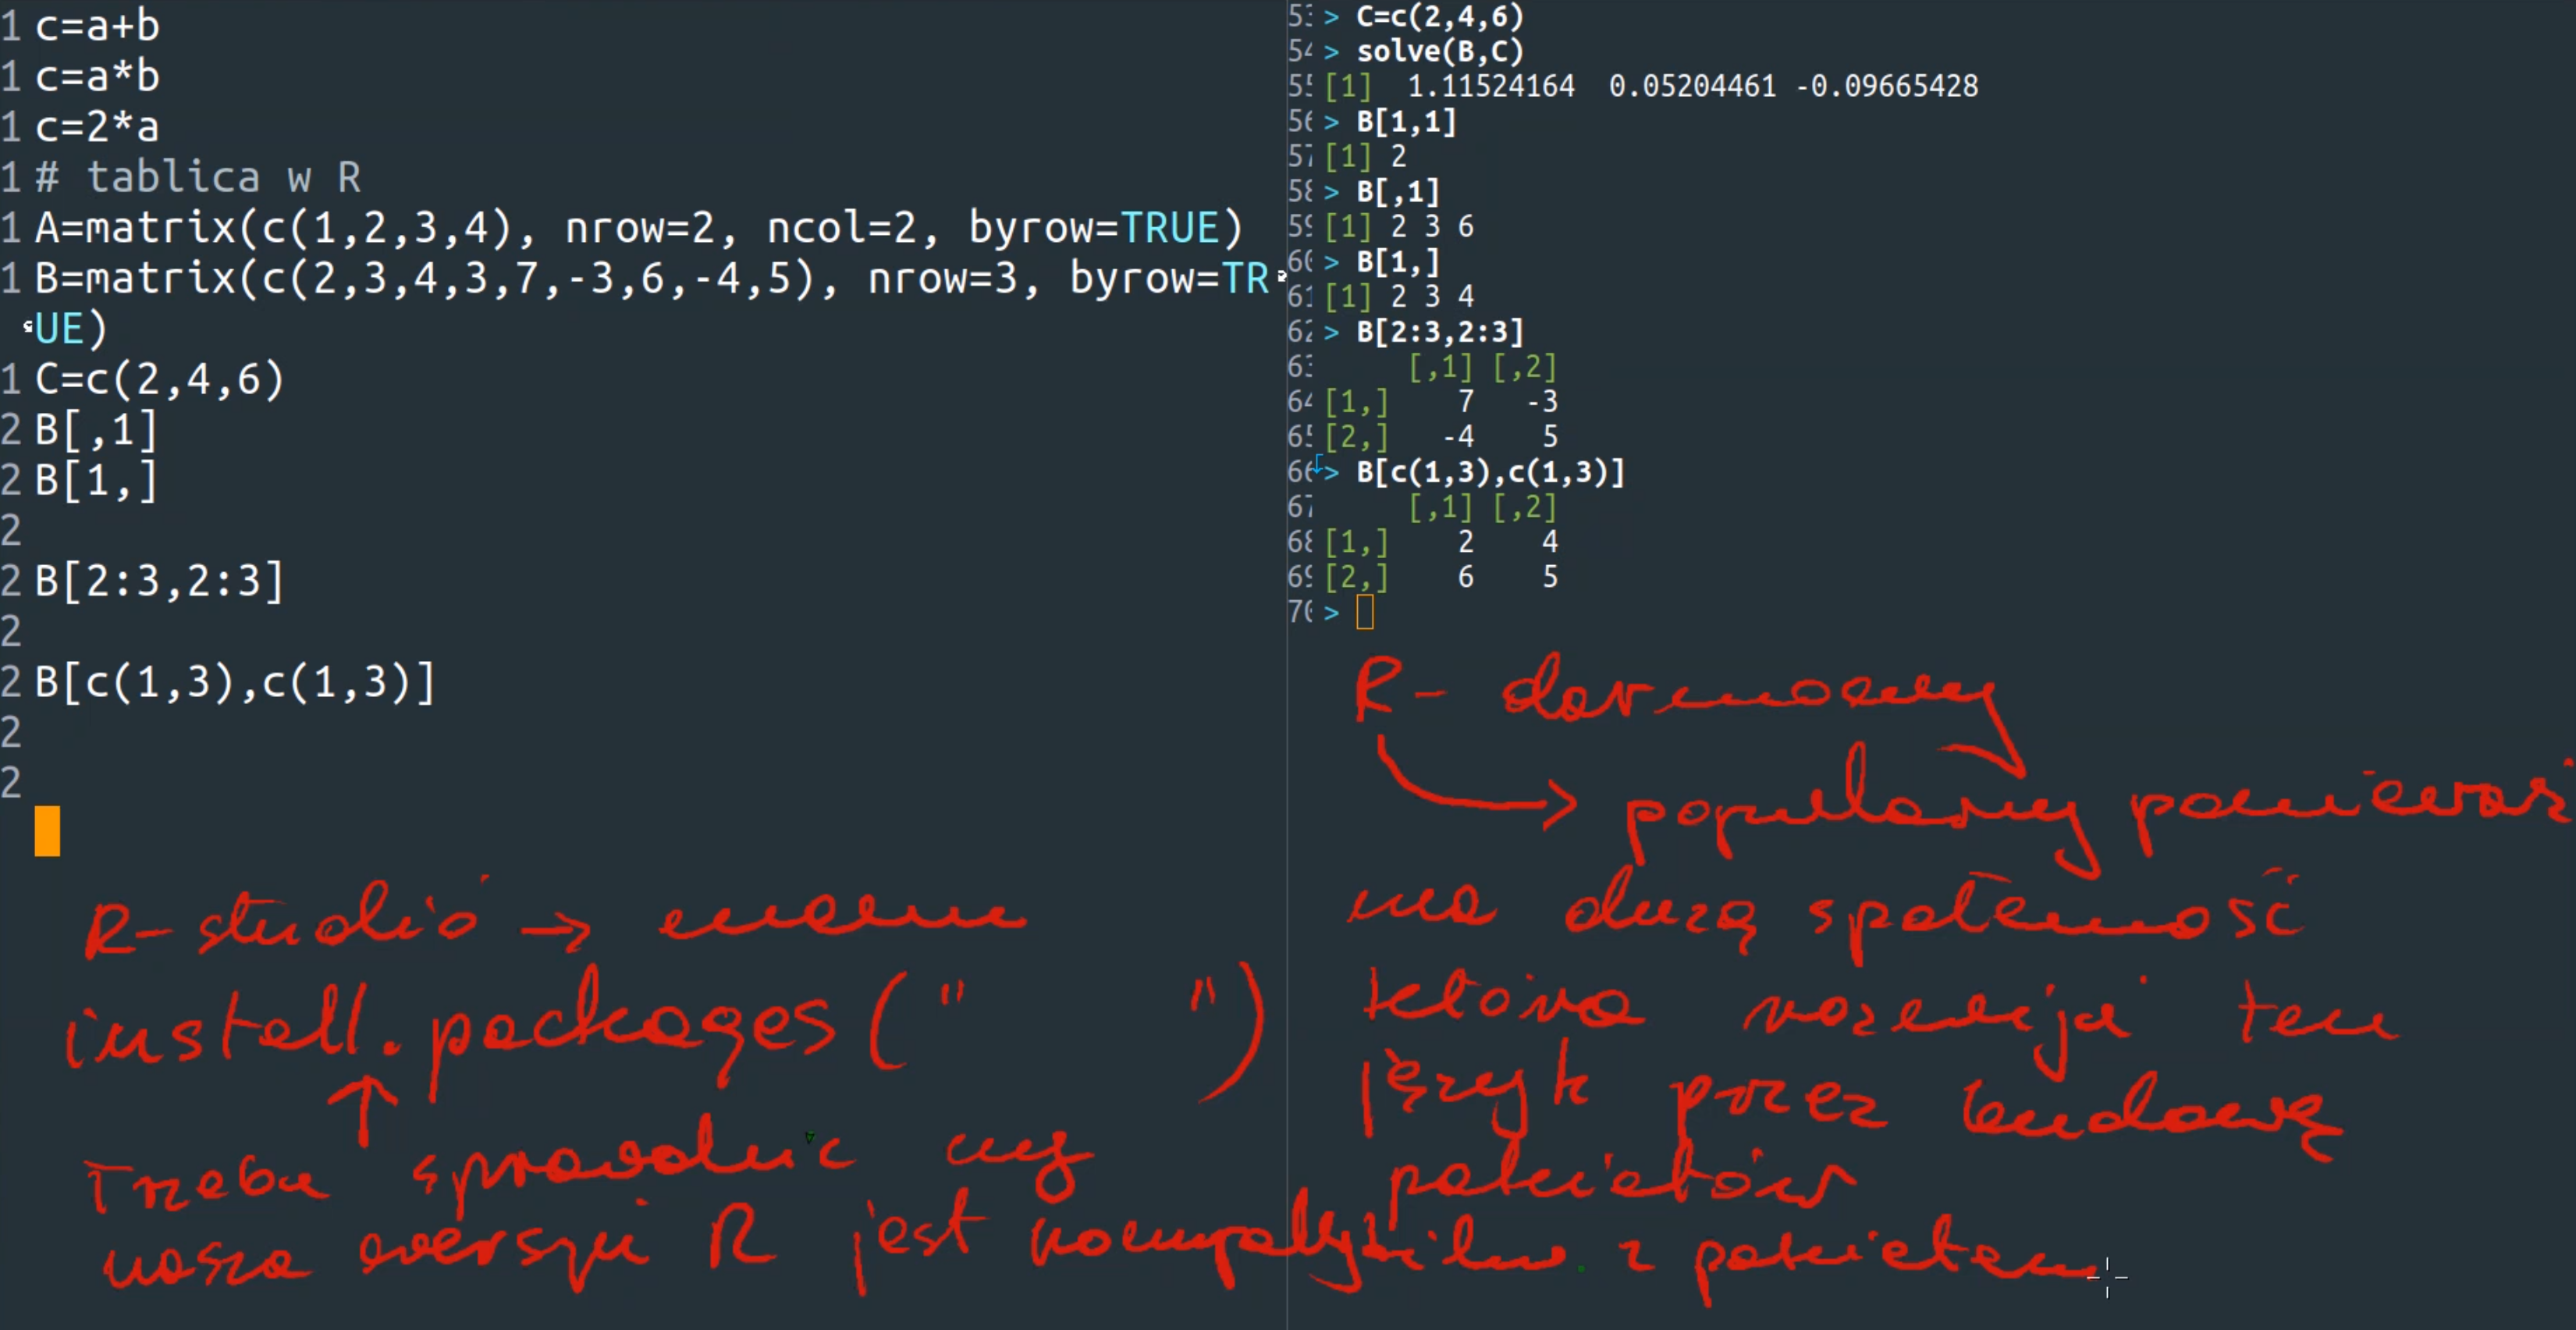 1 c=a+b
1 c=a*b
1 c=2*a
1 # tablica w R
1 A=matrix(c(1,2,3,4), nrow=2, ncol=2, byrow=TRUE)
1 B=matrix(c(2,3,4,3,7,-3,6,-4,5), nrow=3, byrow=TR
UE)
1 C=c(2,4,6)
2 B[,1]
2 B[1,]
2
2 B[2:3,2:3]
2
2 B[c(1,3),c(1,3)]
2
2
R-studio →
install.packages (" ")
↑
Trzeba sprawdzić czy
nasza wersja R jest kompatybilna z pakietem
53 > C=c(2,4,6)
54 > solve(B,C)
55 [1] 1.11524164 0.05204461 -0.09665428
56 > B[1,1]
57 [1] 2
58 > B[,1]
59 [1] 2 3 6
60 > B[1,]
61 [1] 2 3 4
62 > B[2:3,2:3]
63 [,1] [,2]
64 [1,] 7 -3
65 [2,] -4 5
66 > B[c(1,3),c(1,3)]
67 [,1] [,2]
68 [1,] 2 4
69 [2,] 6 5
70 >
R - darmowy
→ popularny ponieważ
ma dużą społeczność
która rozwija ten
język przez budowę
pakietów